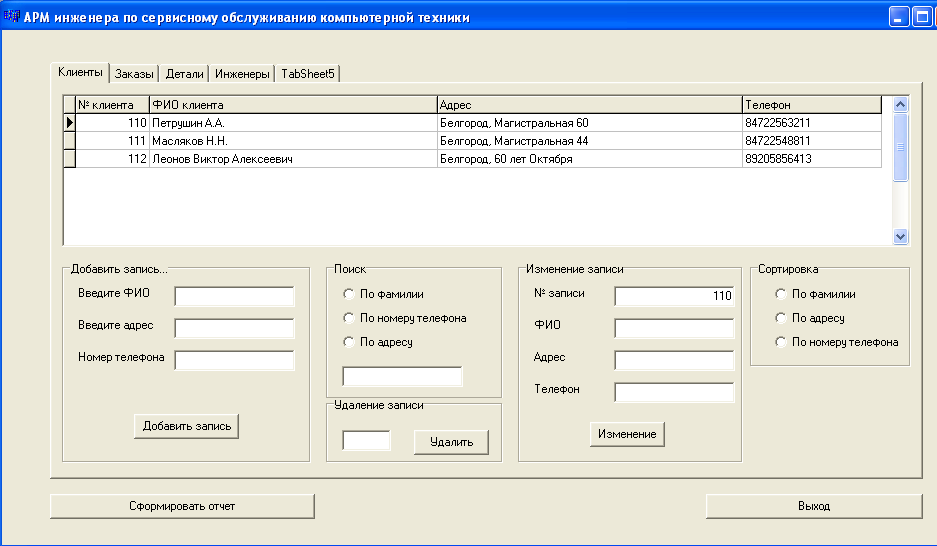 АРМ инженера по сервисному обслуживанию компьютерной техники
Клиенты Заказы Детали Инженеры TabSheet5
№ клиента ФИО клиента Адрес Телефон
110 Петрушин А.А. Белгород, Магистральная 60 84722563211
111 Масляков Н.Н. Белгород, Магистральная 44 84722548811
112 Леонов Виктор Алексеевич Белгород, 60 лет Октября 89205856413
Добавить запись...
Введите ФИО
Введите адрес
Номер телефона
Добавить запись
Поиск
По фамилии
По номеру телефона
По адресу
Удаление записи
Удалить
Изменение записи
№ записи 110
ФИО
Адрес
Телефон
Изменение
Сортировка
По фамилии
По адресу
По номеру телефона
Сформировать отчет
Выход